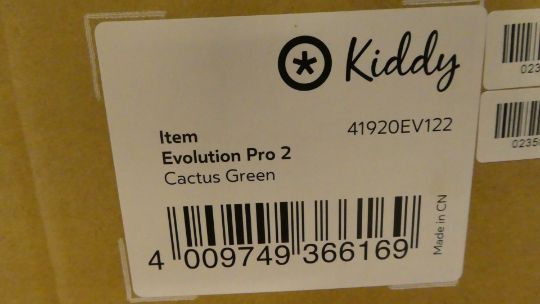 Kiddy
41920EV122
Item
Evolution Pro 2
Cactus Green
Made in CN
4 009749 366169